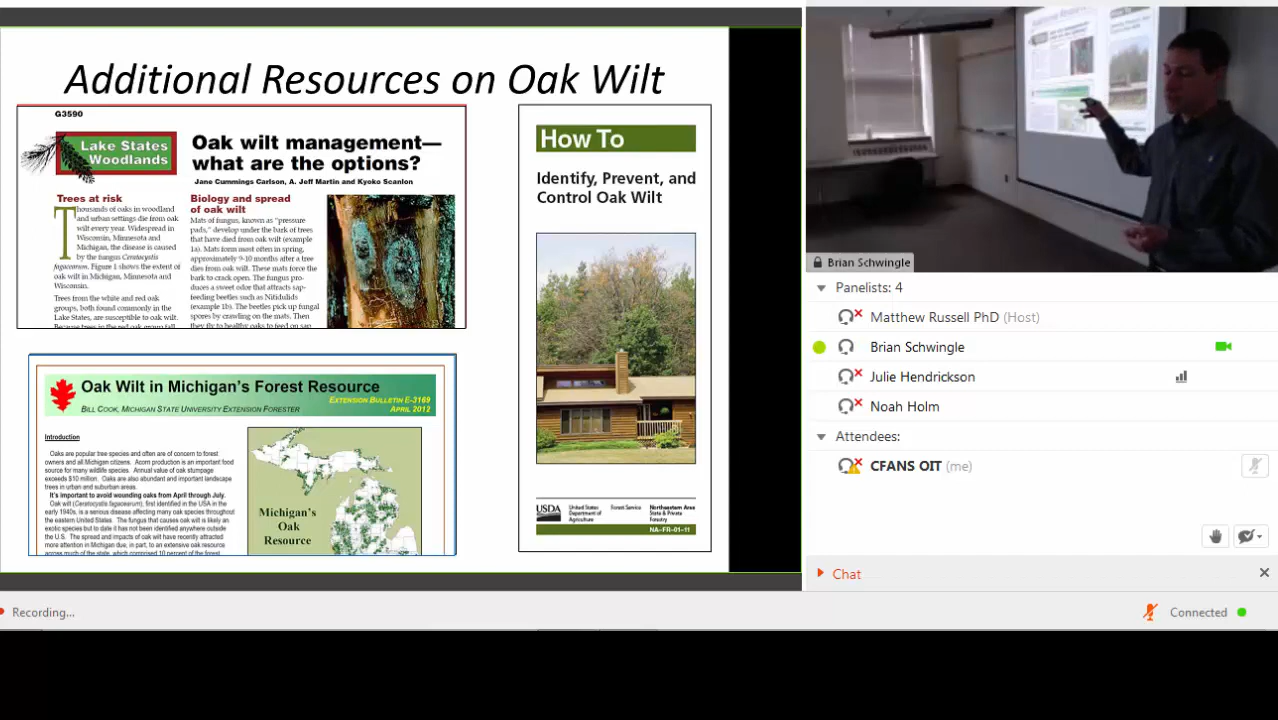 Additional Resources on Oak Wilt
G3590
Lake States
Woodlands
Oak wilt management—
what are the options?
Jane Cummings Carlson, A. Jeff Martin and Kyoko Scanlon
Trees at risk
Thousands of oaks in woodland
and urban settings die from oak
wilt every year. Widespread in
Wisconsin, Minnesota and
Michigan, the disease is caused
by the fungus Ceratocystis
fagacearum. Figure 1 shows the extent of
oak wilt in Michigan, Minnesota and
Wisconsin.
Trees from the white and red oak
groups, both found commonly in the
Lake States, are susceptible to oak wilt.
Because trees in the red oak group fall
Biology and spread
of oak wilt
Mats of fungus, known as "pressure
pads," develop under the bark of trees
that have died from oak wilt (example
1a). Mats form most often in spring,
approximately 9-10 months after a tree
dies from oak wilt. These mats force the
bark to crack open. The fungus pro-
duces a sweet odor that attracts sap-
feeding beetles such as Nitidulids
(example 1b). The beetles pick up fungal
spores by crawling on the mats. Then
they fly to healthy oaks to feed on sap
How To
Identify, Prevent, and
Control Oak Wilt
USDA
United States
Department of
Agriculture
Forest Service
Northeastern Area
State & Private
Forestry
NA–FR–01–11
Oak Wilt in Michigan's Forest Resource
EXTENSION BULLETIN E-3169
BILL COOK, MICHIGAN STATE UNIVERSITY EXTENSION FORESTER
APRIL 2012
Introduction
Oaks are popular tree species and often are of concern to forest
owners and all Michigan citizens. Acorn production is an important food
source for many wildlife species. Annual value of oak stumpage
exceeds $10 million. Oaks are also abundant and important landscape
trees in urban and suburban areas.
It's important to avoid wounding oaks from April through July.
Oak wilt (Ceratocystis fagacearum), first identified in the USA in the
early 1940s, is a serious disease affecting many oak species throughout
the eastern United States. The fungus that causes oak wilt is likely an
exotic species but to date it has not been identified anywhere outside
the U.S. The spread and impacts of oak wilt have recently attracted
more attention in Michigan due, in part, to an extensive oak resource
across much of the state, which comprised 10 percent of the forest
Michigan's
Oak
Resource
Brian Schwingle
Panelists: 4
Matthew Russell PhD (Host)
Brian Schwingle
Julie Hendrickson
Noah Holm
Attendees:
CFANS OIT (me)
Chat
Recording...
Connected